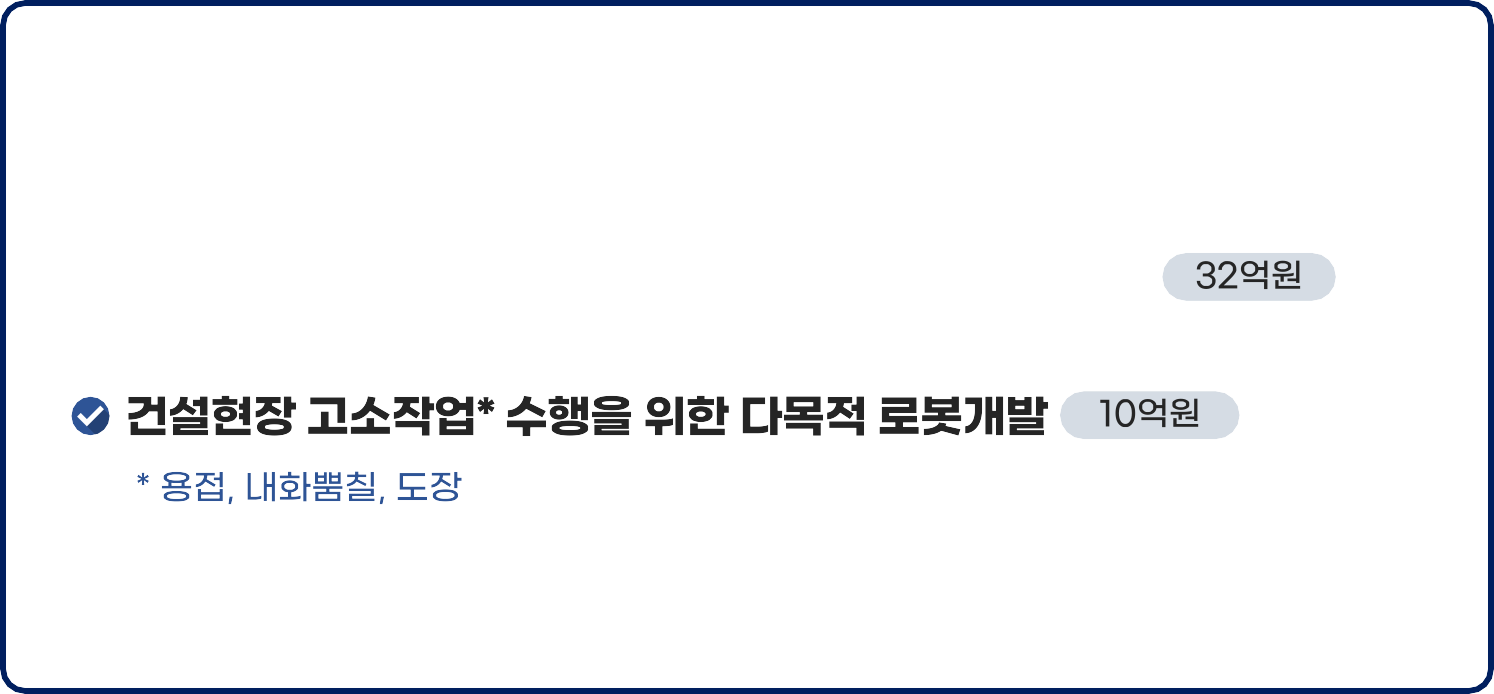 32억원
건설현장 고소작업* 수행을 위한 다목적 로봇개발 10억원
* 용접, 내화뿜칠, 도장